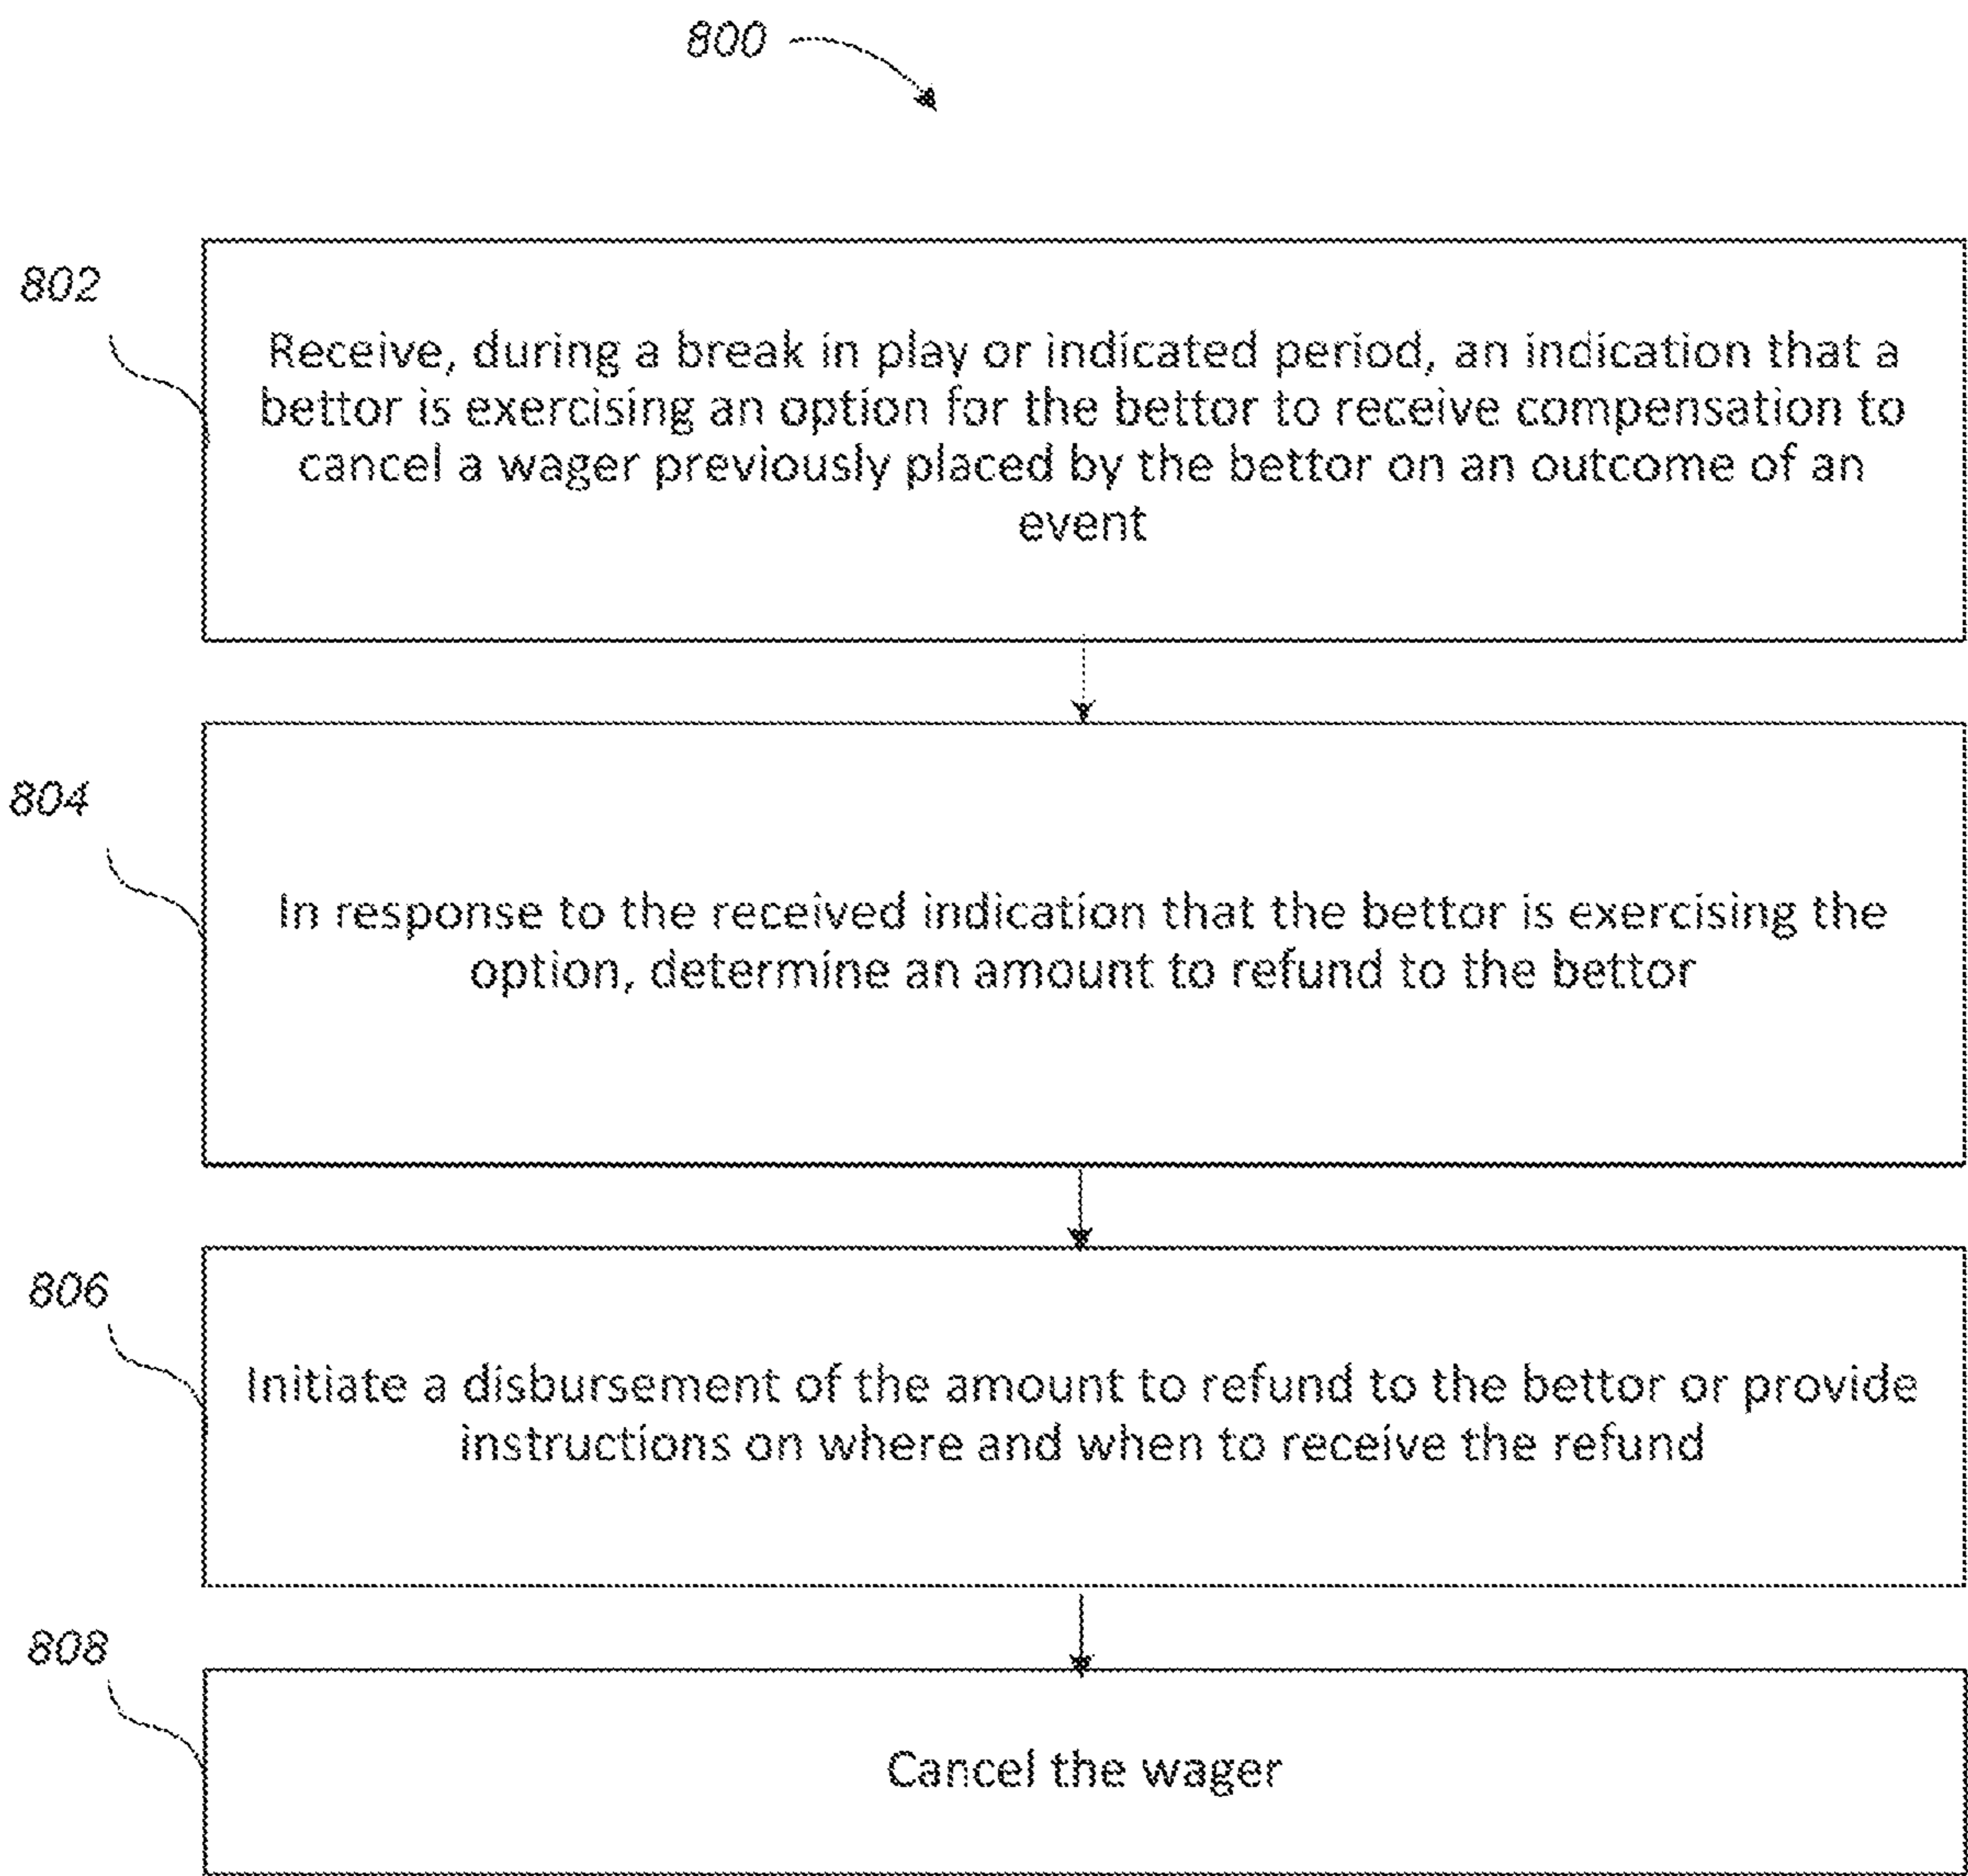 800
802
Receive, during a break in play or indicated period, an indication that a
bettor is exercising an option for the bettor to receive compensation to
cancel a wager previously placed by the bettor on an outcome of an
event
804
In response to the received indication that the bettor is exercising the
option, determine an amount to refund to the bettor
806
Initiate a disbursement of the amount to refund to the bettor or provide
instructions on where and when to receive the refund
808
Cancel the wager